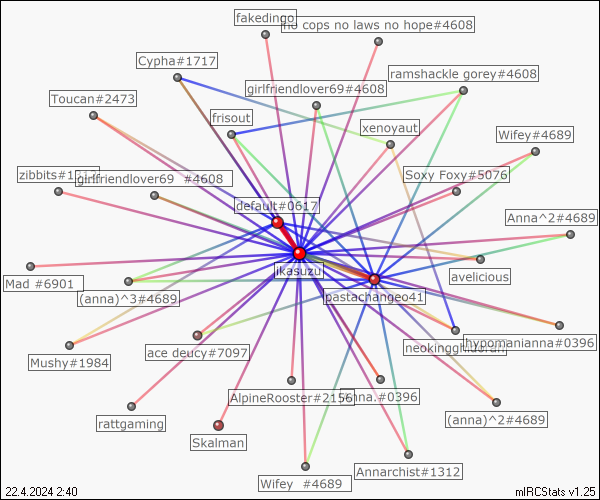 fakedingo
no cops no laws no hope#4608
Cypha#1717
ramshackle gorey#4608
girlfriendlover69#4608
Toucan#2473
frisout
xenoyaut
Wifey#4689
zibbits#1312
girlfriendlover69 #4608
Soxy Foxy#5076
default#0617
Anna^2#4689
ikasuzu
avelicious
Mad #6901
(anna)^3#4689
pastachangeo41
hypomanianna#0396
ace deucy#7097
Mushy#1984
AlpineRooster#2156
Anna.#0396
rattgaming
(anna)^2#4689
Skalman
Annarchist#1312
Wifey #4689
22.4.2024 2:40
mIRCStats v1.25